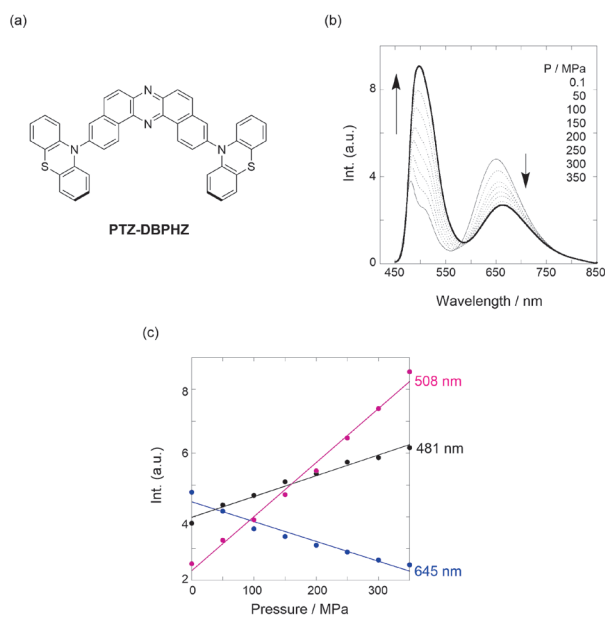 (a)
N
N
N
N
S
S
PTZ-DBPHZ
(b)
Int. (a.u.)
8
4
0
P / MPa
0.1
50
100
150
200
250
300
350
450 550 650 750 850
Wavelength / nm
(c)
Int. (a.u.)
8
6
4
2
508 nm
481 nm
645 nm
0 100 200 300
Pressure / MPa